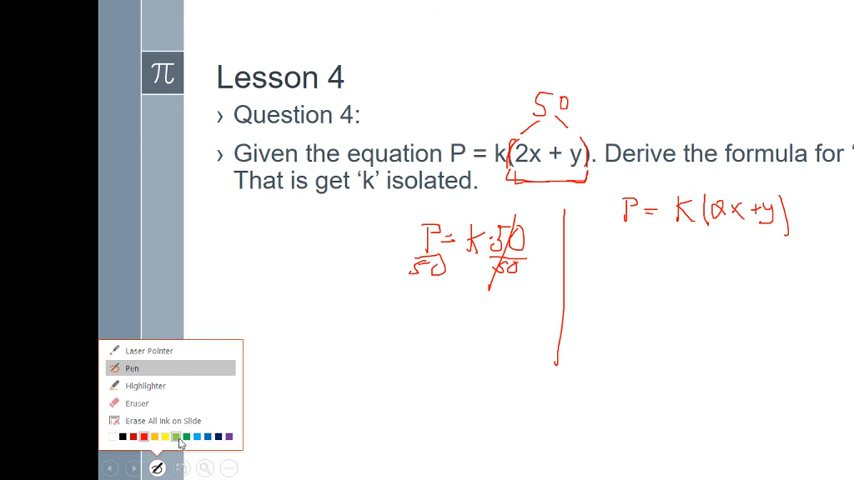 π
Lesson 4
› Question 4:
50
› Given the equation P = k(2x + y). Derive the formula for '
That is get 'k' isolated.
P = k(2x+y)
P = k·50
50 50
Laser Pointer
Pen
Highlighter
Eraser
Erase All Ink on Slide